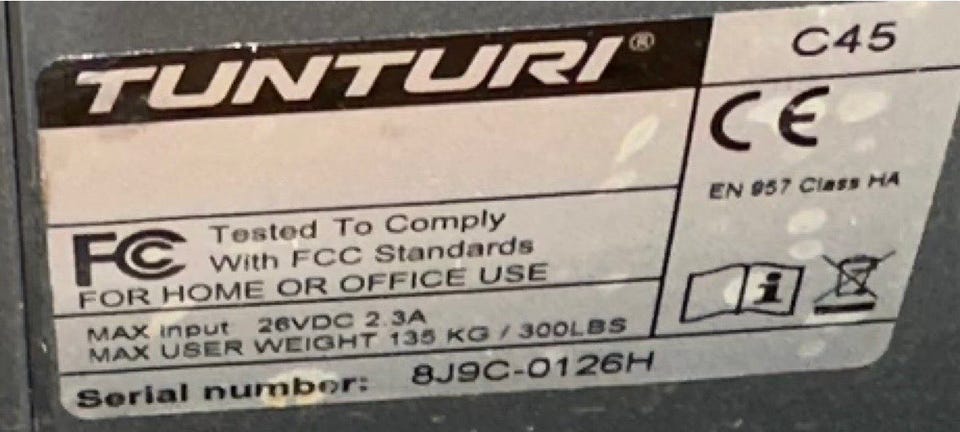 TUNTURI®
C45
CE
EN 957 Class HA
FC Tested To Comply
With FCC Standards
FOR HOME OR OFFICE USE
MAX input 26VDC 2.3A
MAX USER WEIGHT 135 KG / 300LBS
i
Serial number: 8J9C-0126H